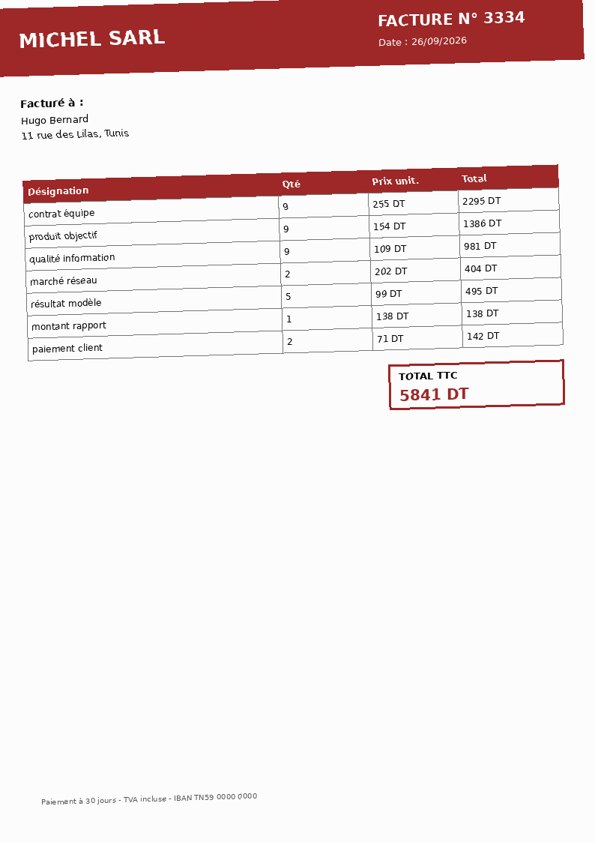 MICHEL SARL
FACTURE N° 3334
Date : 26/09/2026
Facturé à :
Hugo Bernard
11 rue des Lilas, Tunis
Désignation Qté Prix unit. Total
contrat équipe 9 255 DT 2295 DT
produit objectif 9 154 DT 1386 DT
qualité information 9 109 DT 981 DT
marché réseau 2 202 DT 404 DT
résultat modèle 5 99 DT 495 DT
montant rapport 1 138 DT 138 DT
paiement client 2 71 DT 142 DT
TOTAL TTC
5841 DT
Paiement à 30 jours - TVA incluse - IBAN TN59 0000 0000